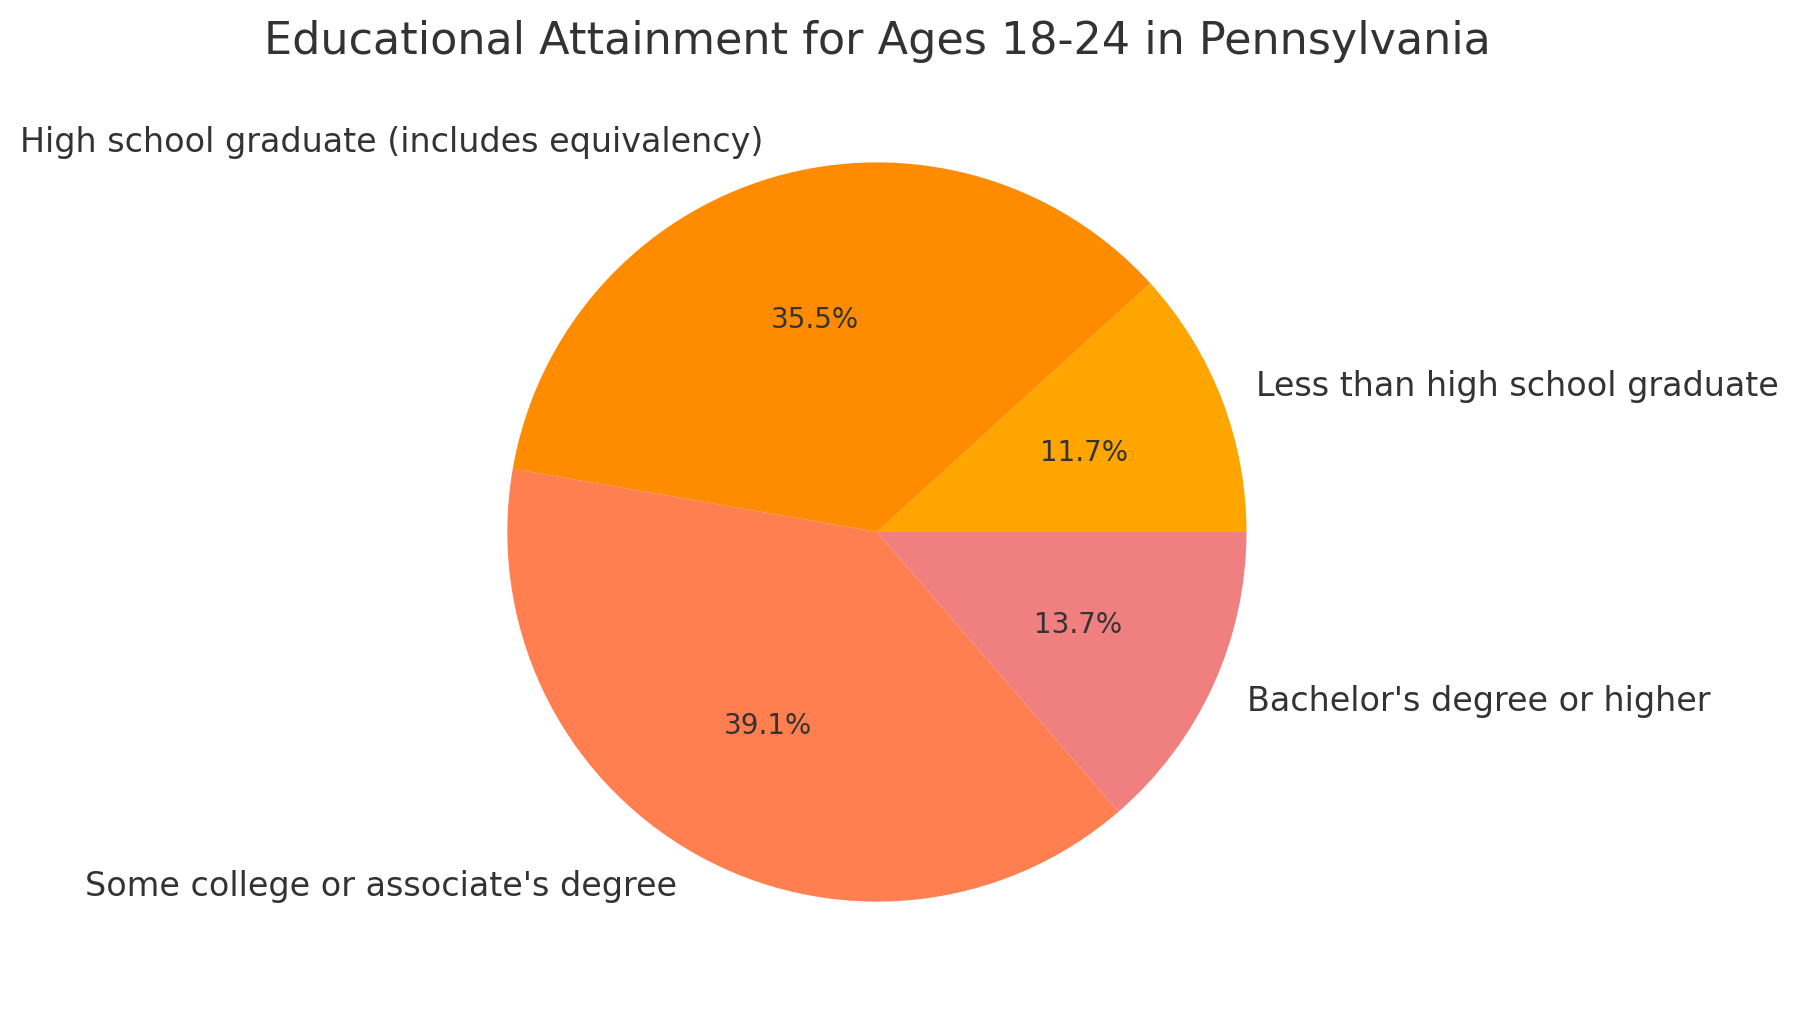 Educational Attainment for Ages 18-24 in Pennsylvania
High school graduate (includes equivalency)
35.5%
Less than high school graduate
11.7%
13.7%
Bachelor's degree or higher
39.1%
Some college or associate's degree